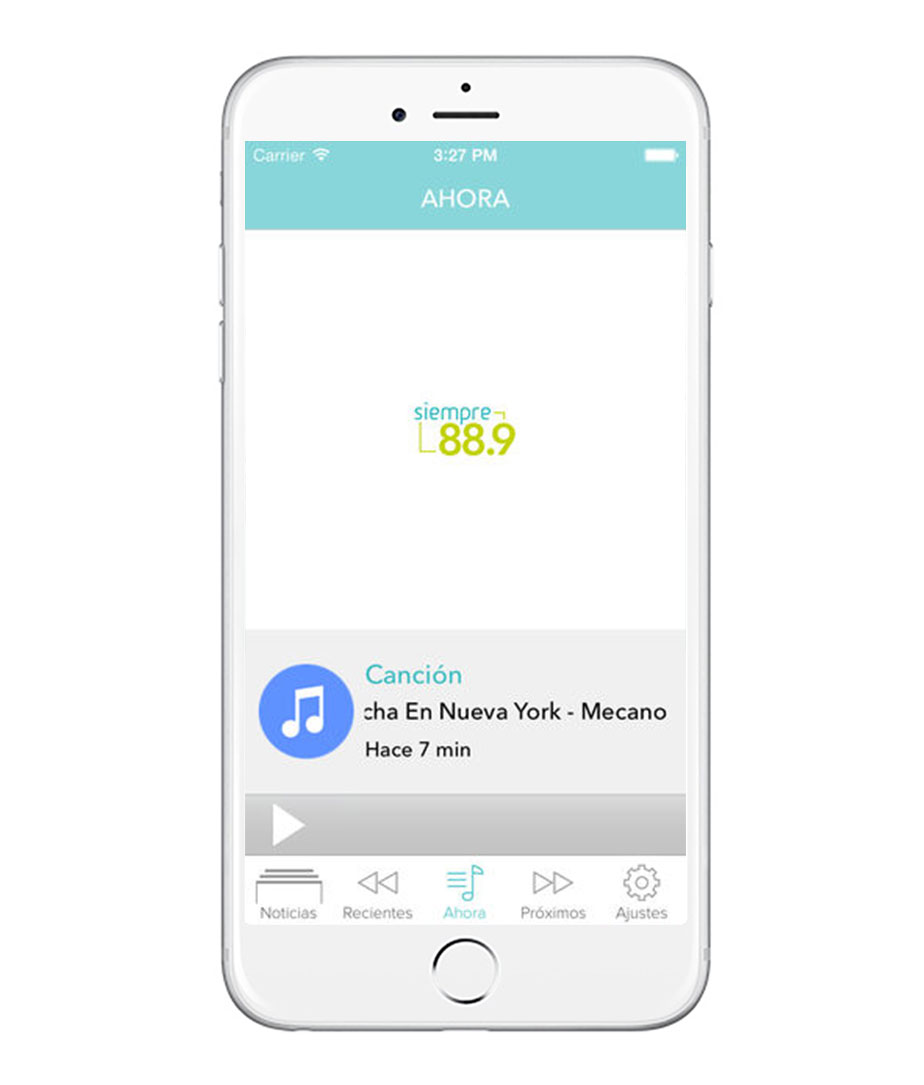 Carrier 3:27 PM
AHORA
siempre
88.9
Canción
cha En Nueva York - Mecano
Hace 7 min
Noticias Recientes Ahora Próximos Ajustes